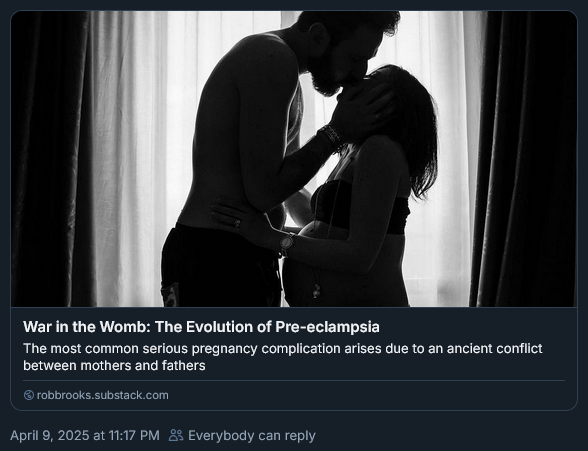 War in the Womb: The Evolution of Pre-eclampsia
The most common serious pregnancy complication arises due to an ancient conflict
between mothers and fathers
robbrooks.substack.com
April 9, 2025 at 11:17 PM Everybody can reply